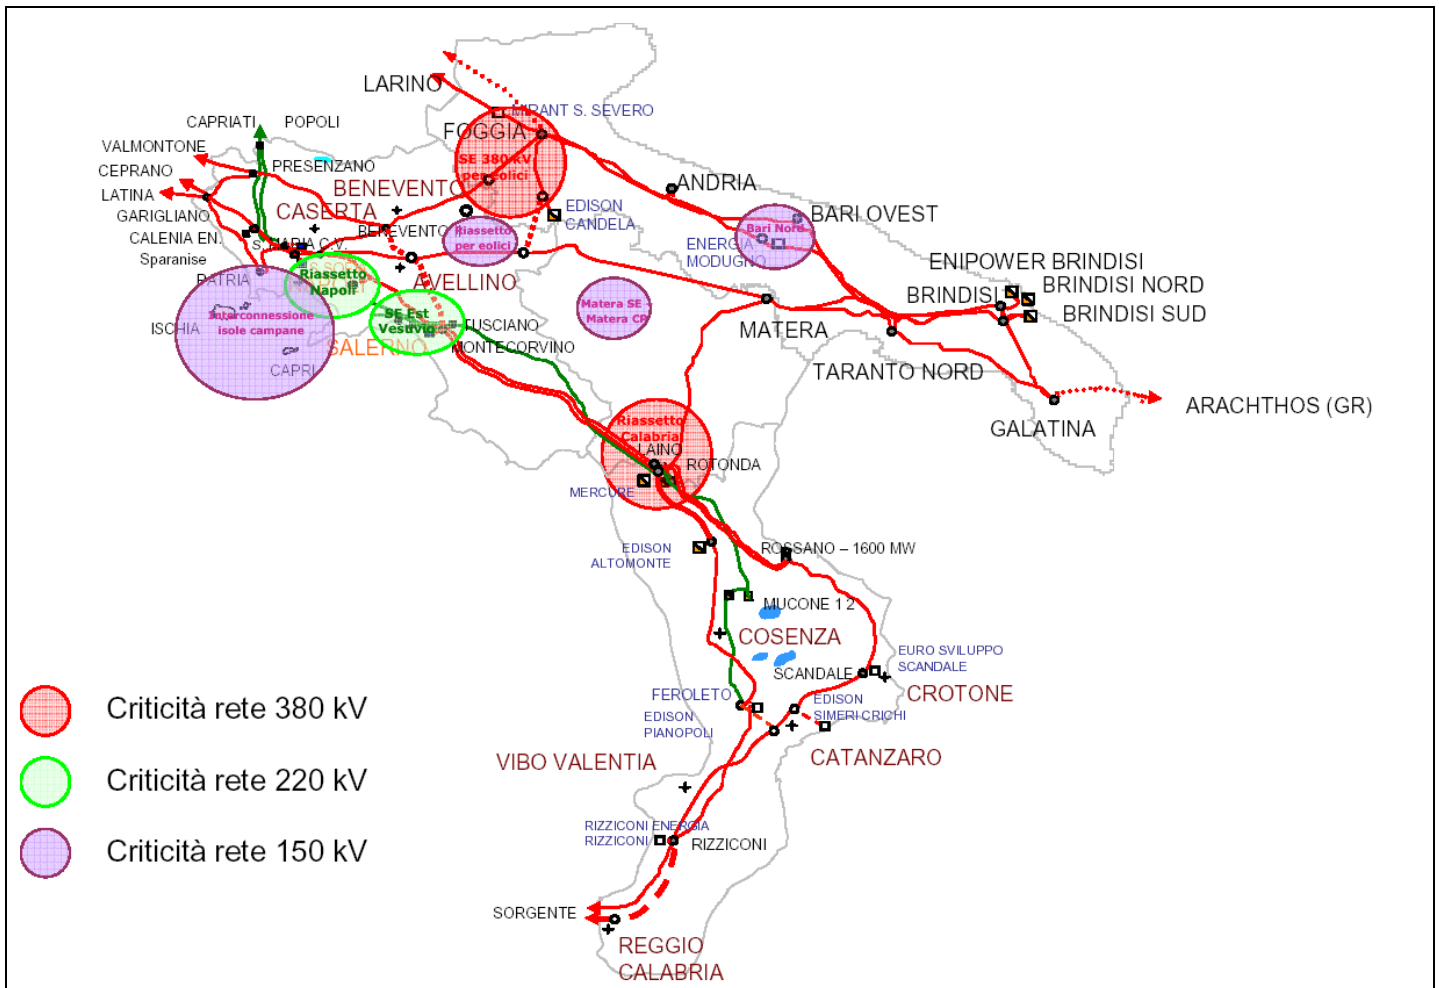 LARINO
CAPRIATI
POPOLI
MIRANT S. SEVERO
FOGGIA
VALMONTONE
PRESENZANO
CEPRANO
SE 380 kV
per eolici
LATINA
BENEVENTO
ANDRIA
GARIGLIANO
CASERTA
EDISON
CANDELA
BARI OVEST
CALENIA EN.
Sparanise
S. MARIA C.V.
BENEVENTO
Riassetto
per eolici
Bari Nord
ENERGIA
MODUGNO
ENIPOWER BRINDISI
PATRIA
Riassetto
Napoli
AVELLINO
BRINDISI NORD
BRINDISI
BRINDISI SUD
Interconnessione
isole campane
ISCHIA
SE Est
Vesuvio
TUSCIANO
Matera SE -
Matera CP
MATERA
SALERNO
MONTECORVINO
CAPRI
TARANTO NORD
ARACHTHOS (GR)
GALATINA
Riassetto
Calabria
LAINO
ROTONDA
MERCURE
EDISON
ALTOMONTE
ROSSANO – 1600 MW
MUCONE 1 2
COSENZA
EURO SVILUPPO
SCANDALE
SCANDALE
CROTONE
FEROLETO
EDISON
SIMERI CRICHI
EDISON
PIANOPOLI
CATANZARO
VIBO VALENTIA
RIZZICONI ENERGIA
RIZZICONI
RIZZICONI
SORGENTE
REGGIO
CALABRIA
Criticità rete 380 kV
Criticità rete 220 kV
Criticità rete 150 kV